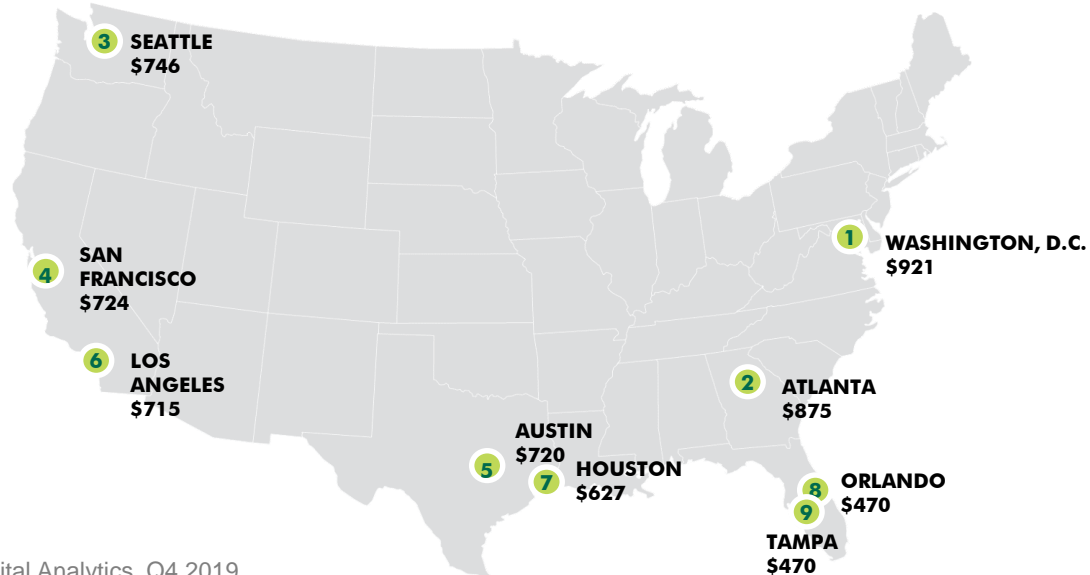 3
SEATTLE
$746
1
WASHINGTON, D.C.
$921
4
SAN
FRANCISCO
$724
6
LOS
ANGELES
$715
2
ATLANTA
$875
5
AUSTIN
$720
7
HOUSTON
$627
8
ORLANDO
$470
9
TAMPA
$470
Analytics, Q4 2019